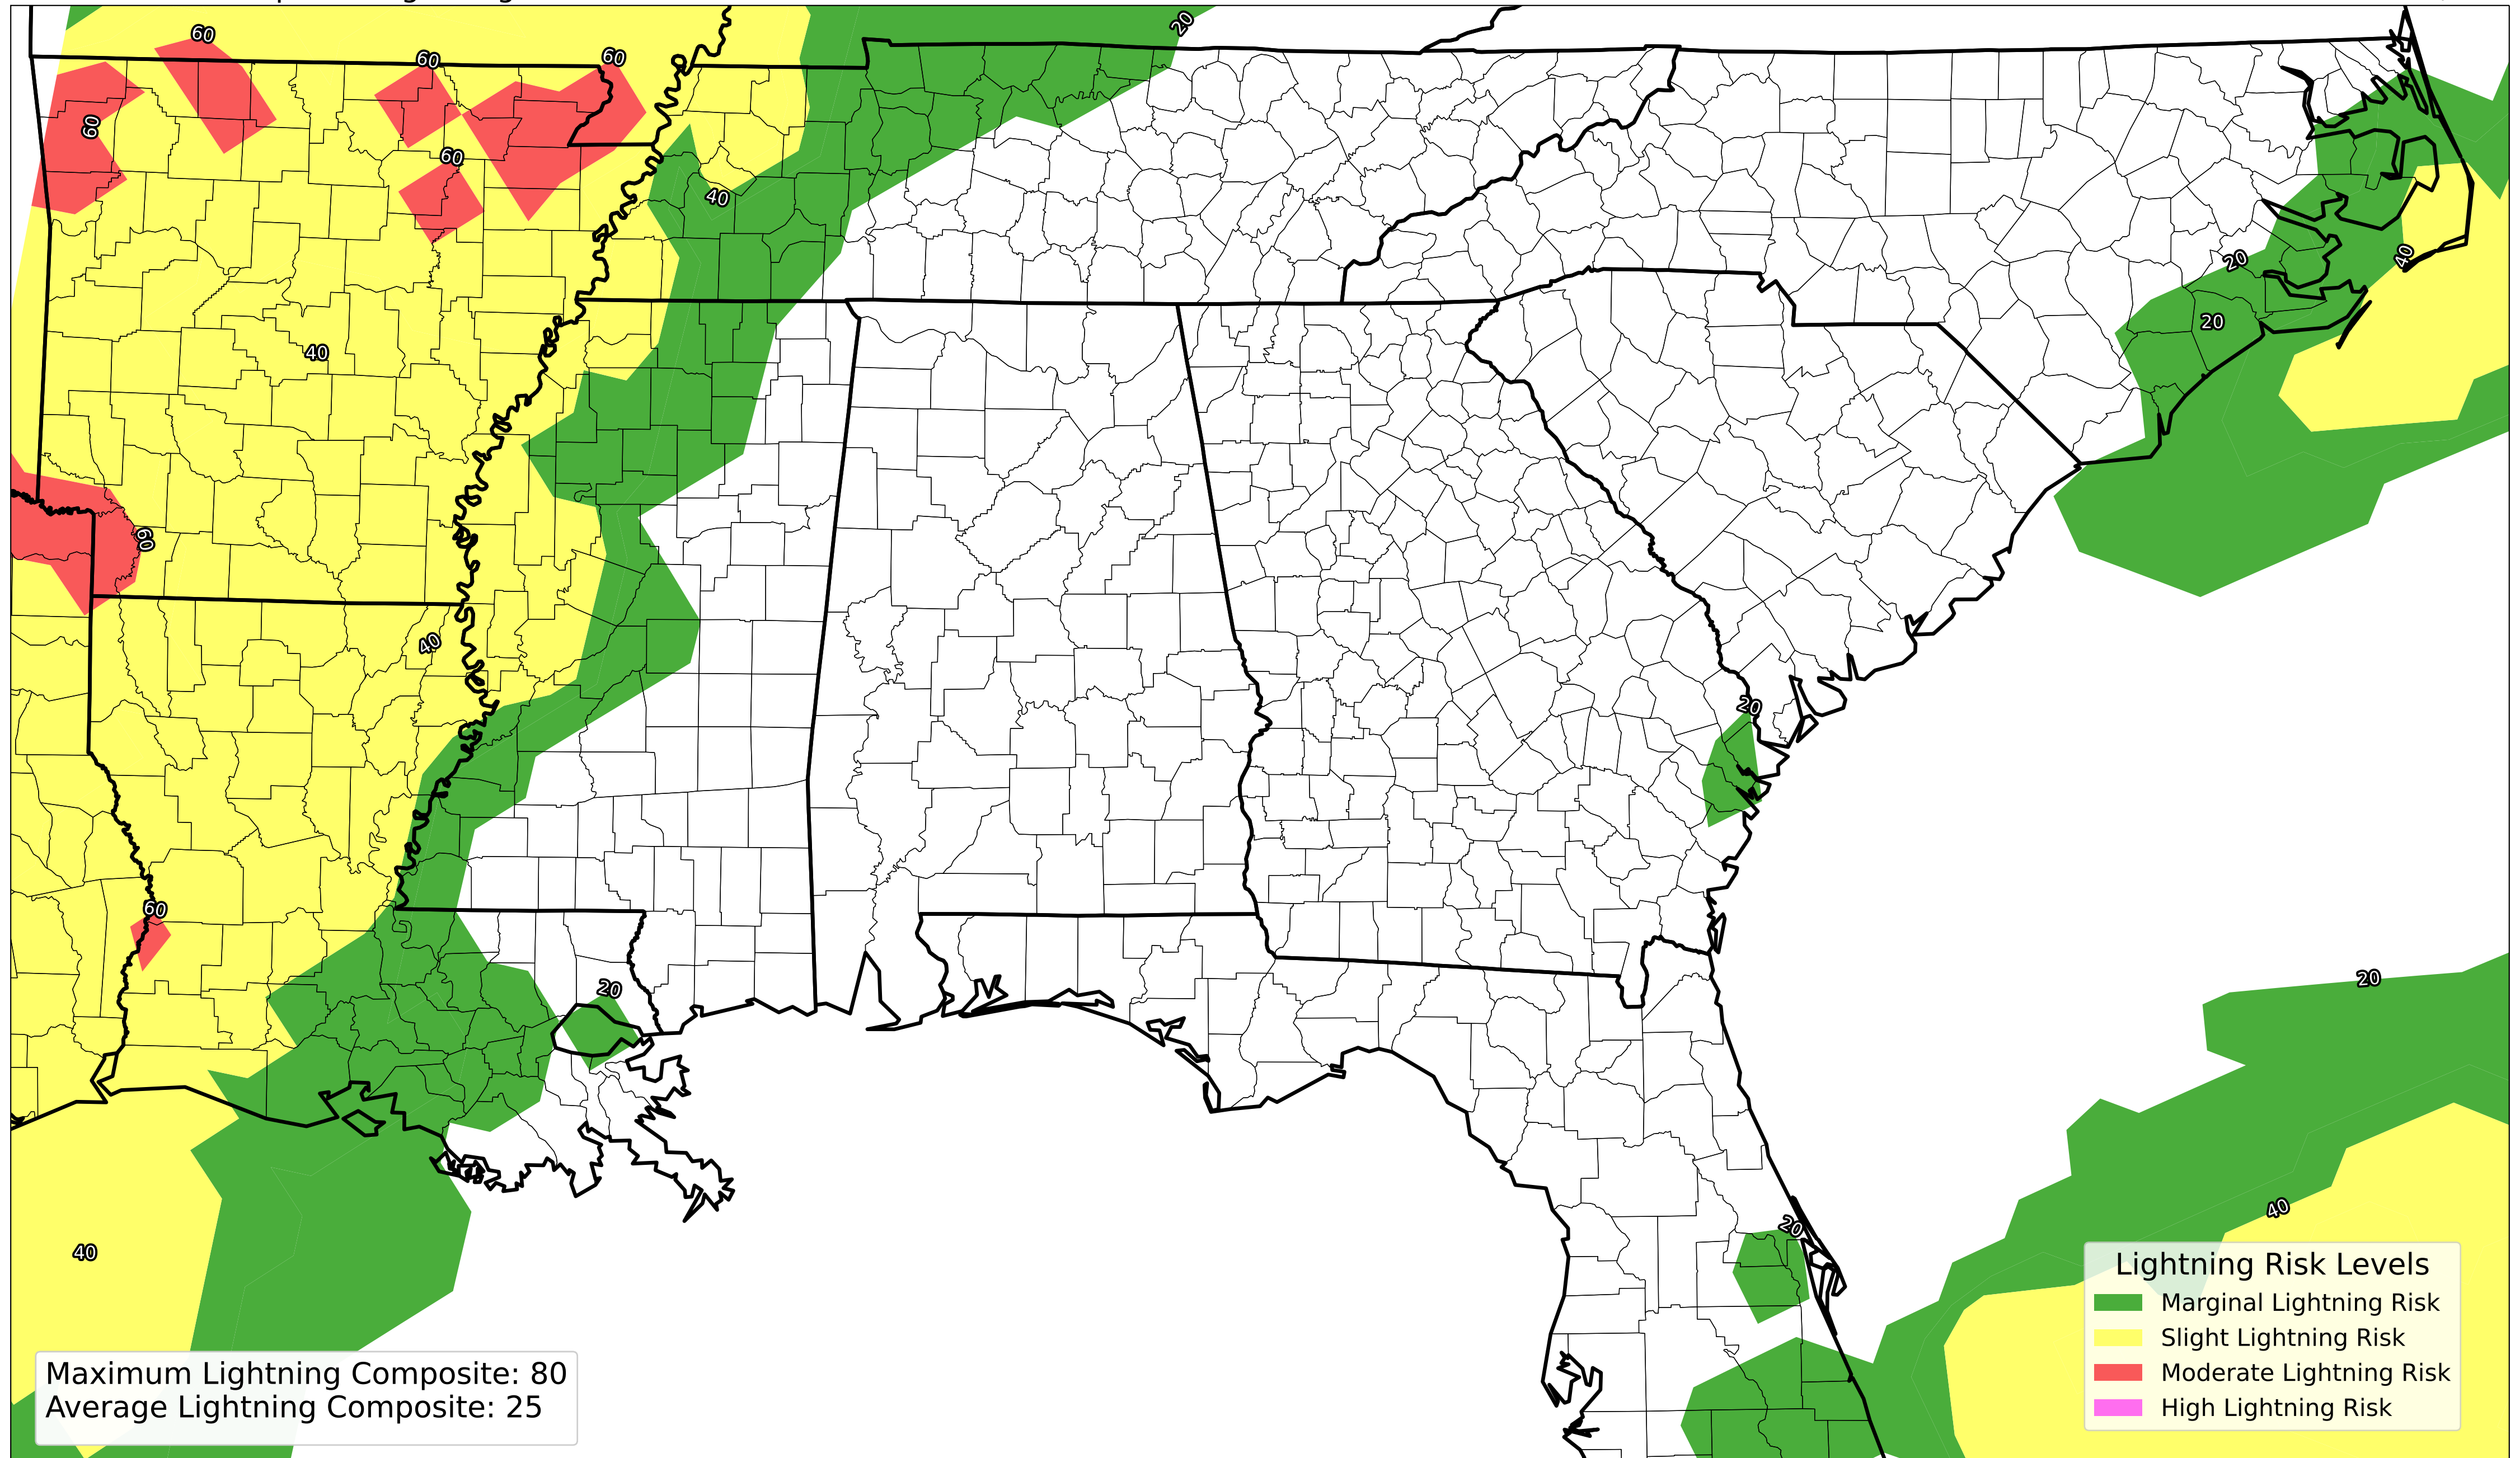 20
60
60
60
60
60
40
20
40
20
40
60
40
20
60
20
20
40
20
40
Lightning Risk Levels
Marginal Lightning Risk
Slight Lightning Risk
Moderate Lightning Risk
High Lightning Risk
Maximum Lightning Composite: 80
Average Lightning Composite: 25